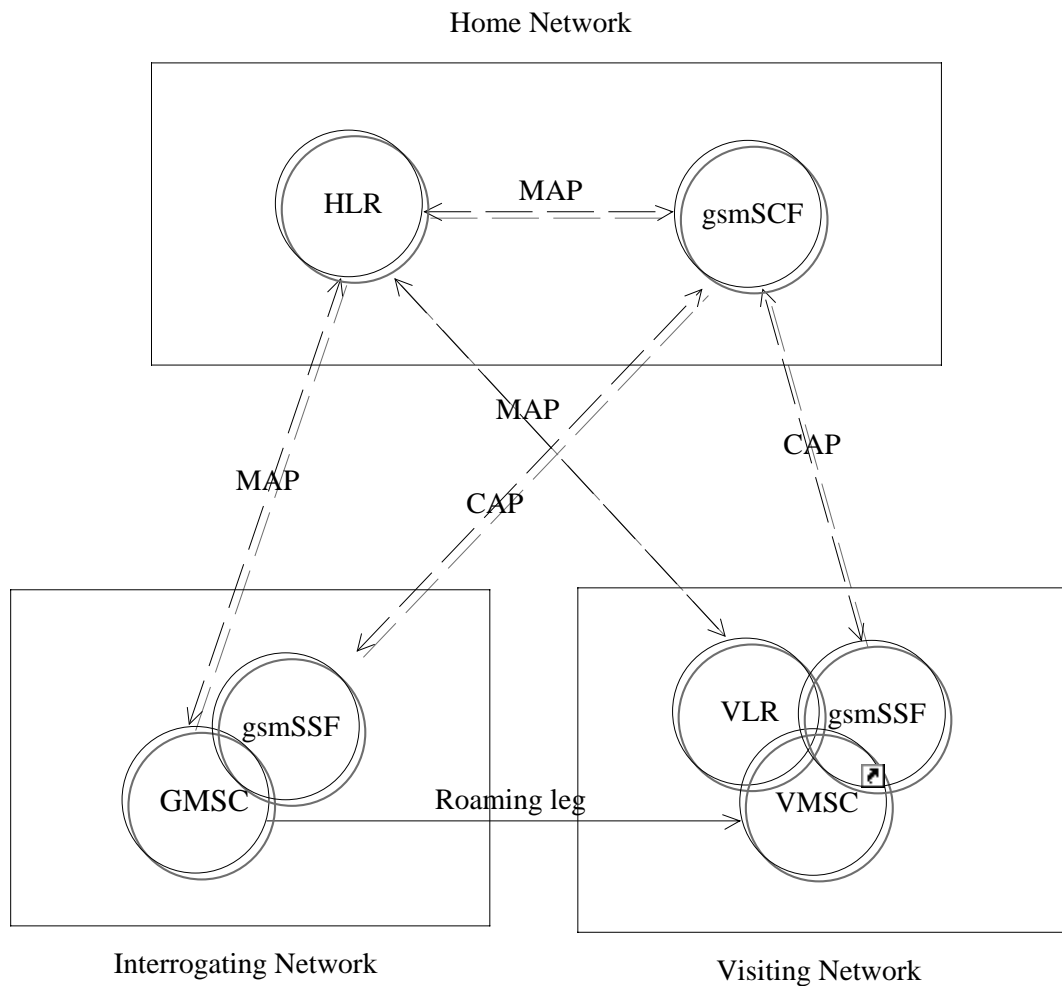 Home Network
MAP
HLR
gsmSCF
MAP
CAP
MAP
CAP
VLR
gsmSSF
gsmSSF
GMSC
Roaming leg
VMSC
Interrogating Network
Visiting Network